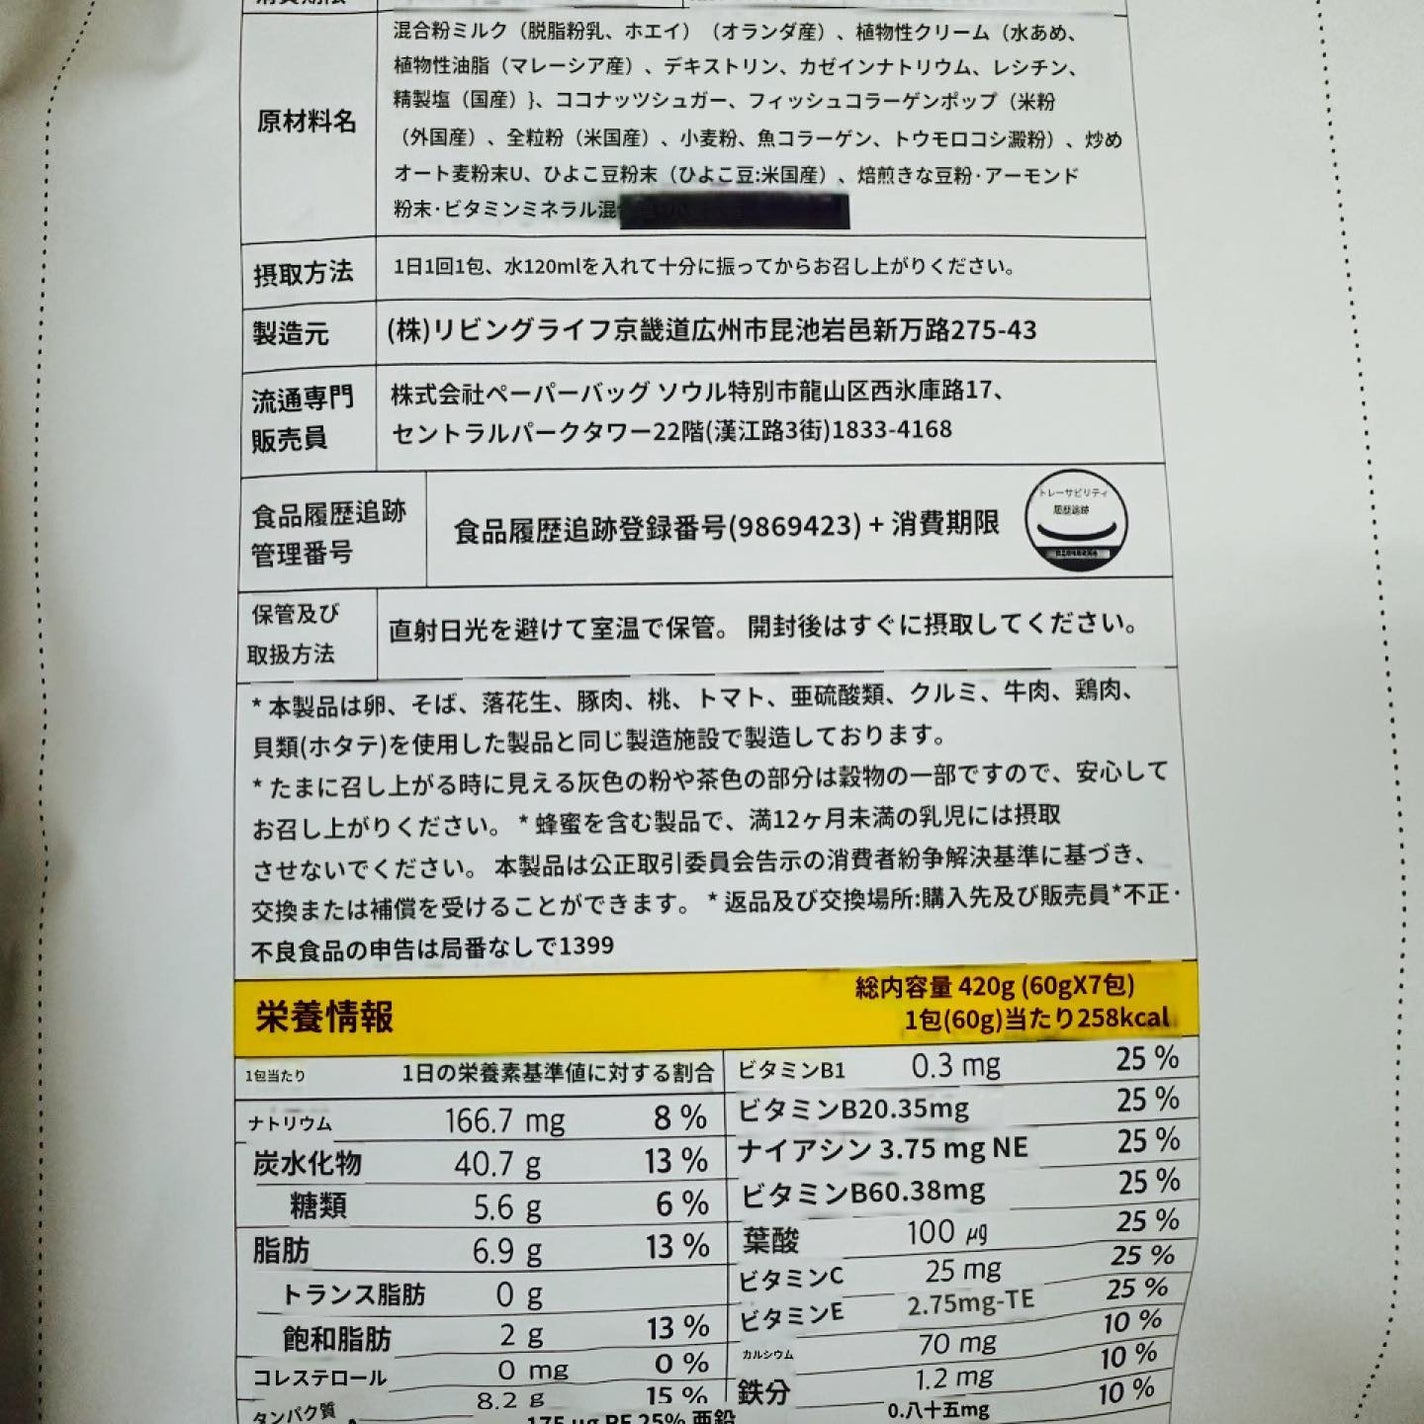 混合粉ミルク（脱脂粉乳、ホエイ）（オランダ産）、植物性クリーム（水あめ、
植物性油脂（マレーシア産）、デキストリン、カゼインナトリウム、レシチン、
原材料名
精製塩（国産）}、ココナッツシュガー、フィッシュコラーゲンポップ（米粉
（外国産）、全粒粉（米国産）、小麦粉、魚コラーゲン、トウモロコシ澱粉）、炒め
オート麦粉末U、ひよこ豆粉末（ひよこ豆:米国産）、焙煎きな豆粉·アーモンド
粉末·ビタミンミネラル混
摂取方法
1日1回1包、水120mlを入れて十分に振ってからお召し上がりください。
製造元
(株)リビングライフ京畿道広州市昆池岩邑新万路275-43
流通専門
販売員
株式会社ペーパーバッグ ソウル特別市龍山区西氷庫路17、
セントラルパークタワー22階(漢江路3街)1833-4168
食品履歴追跡
管理番号
食品履歴追跡登録番号(9869423) + 消費期限
トレーサビリティ
履歴追跡
保管及び
取扱方法
直射日光を避けて室温で保管。 開封後はすぐに摂取してください。
* 本製品は卵、そば、落花生、豚肉、桃、トマト、亜硫酸類、クルミ、牛肉、鶏肉、
貝類(ホタテ)を使用した製品と同じ製造施設で製造しております。
* たまに召し上がる時に見える灰色の粉や茶色の部分は穀物の一部ですので、安心して
お召し上がりください。 * 蜂蜜を含む製品で、満12ヶ月未満の乳児には摂取
させないでください。 本製品は公正取引委員会告示の消費者紛争解決基準に基づき、
交換または補償を受けることができます。 * 返品及び交換場所:購入先及び販売員*不正·
不良食品の申告は局番なしで1399
栄養情報
総内容量 420g (60gX7包)
1包(60g)当たり258kcal
1包当たり 1日の栄養素基準値に対する割合
ナトリウム 166.7 mg 8 %
炭水化物 40.7 g 13 %
糖類 5.6 g 6 %
脂肪 6.9 g 13 %
トランス脂肪 0 g
飽和脂肪 2 g 13 %
コレステロール 0 mg 0 %
タンパク質 8.2 g 15 %
ビタミンB1 0.3 mg 25 %
ビタミンB20.35mg 25 %
ナイアシン 3.75 mg NE 25 %
ビタミンB60.38mg 25 %
葉酸 100 μg 25 %
ビタミンC 25 mg 25 %
ビタミンE 2.75mg-TE 25 %
カルシウム 70 mg 10 %
鉄分 1.2 mg 10 %
0.八十五mg 10 %
175 μg RE 25% 亜鉛